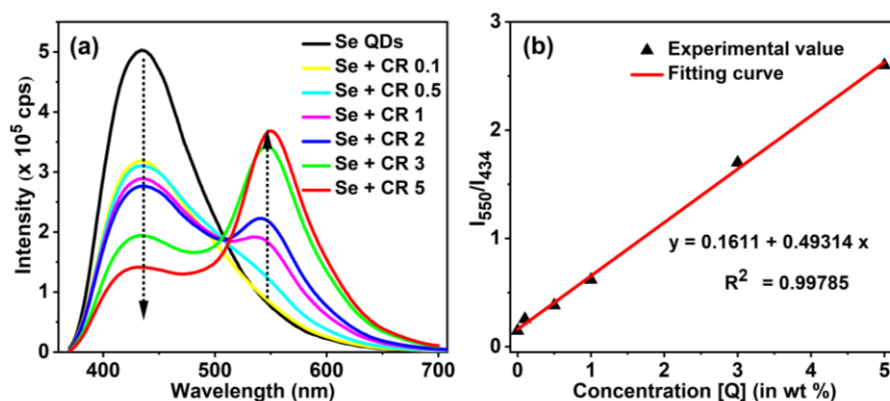 (a)
Se QDs
Se + CR 0.1
Se + CR 0.5
Se + CR 1
Se + CR 2
Se + CR 3
Se + CR 5
Intensity (x 10⁵ cps)
5
4
3
2
1
0
400 500 600 700
Wavelength (nm)
(b)
Experimental value
Fitting curve
I₅₅₀/I₄₃₄
3
2
1
0
y = 0.1611 + 0.49314 x
R² = 0.99785
0 1 2 3 4 5
Concentration [Q] (in wt %)